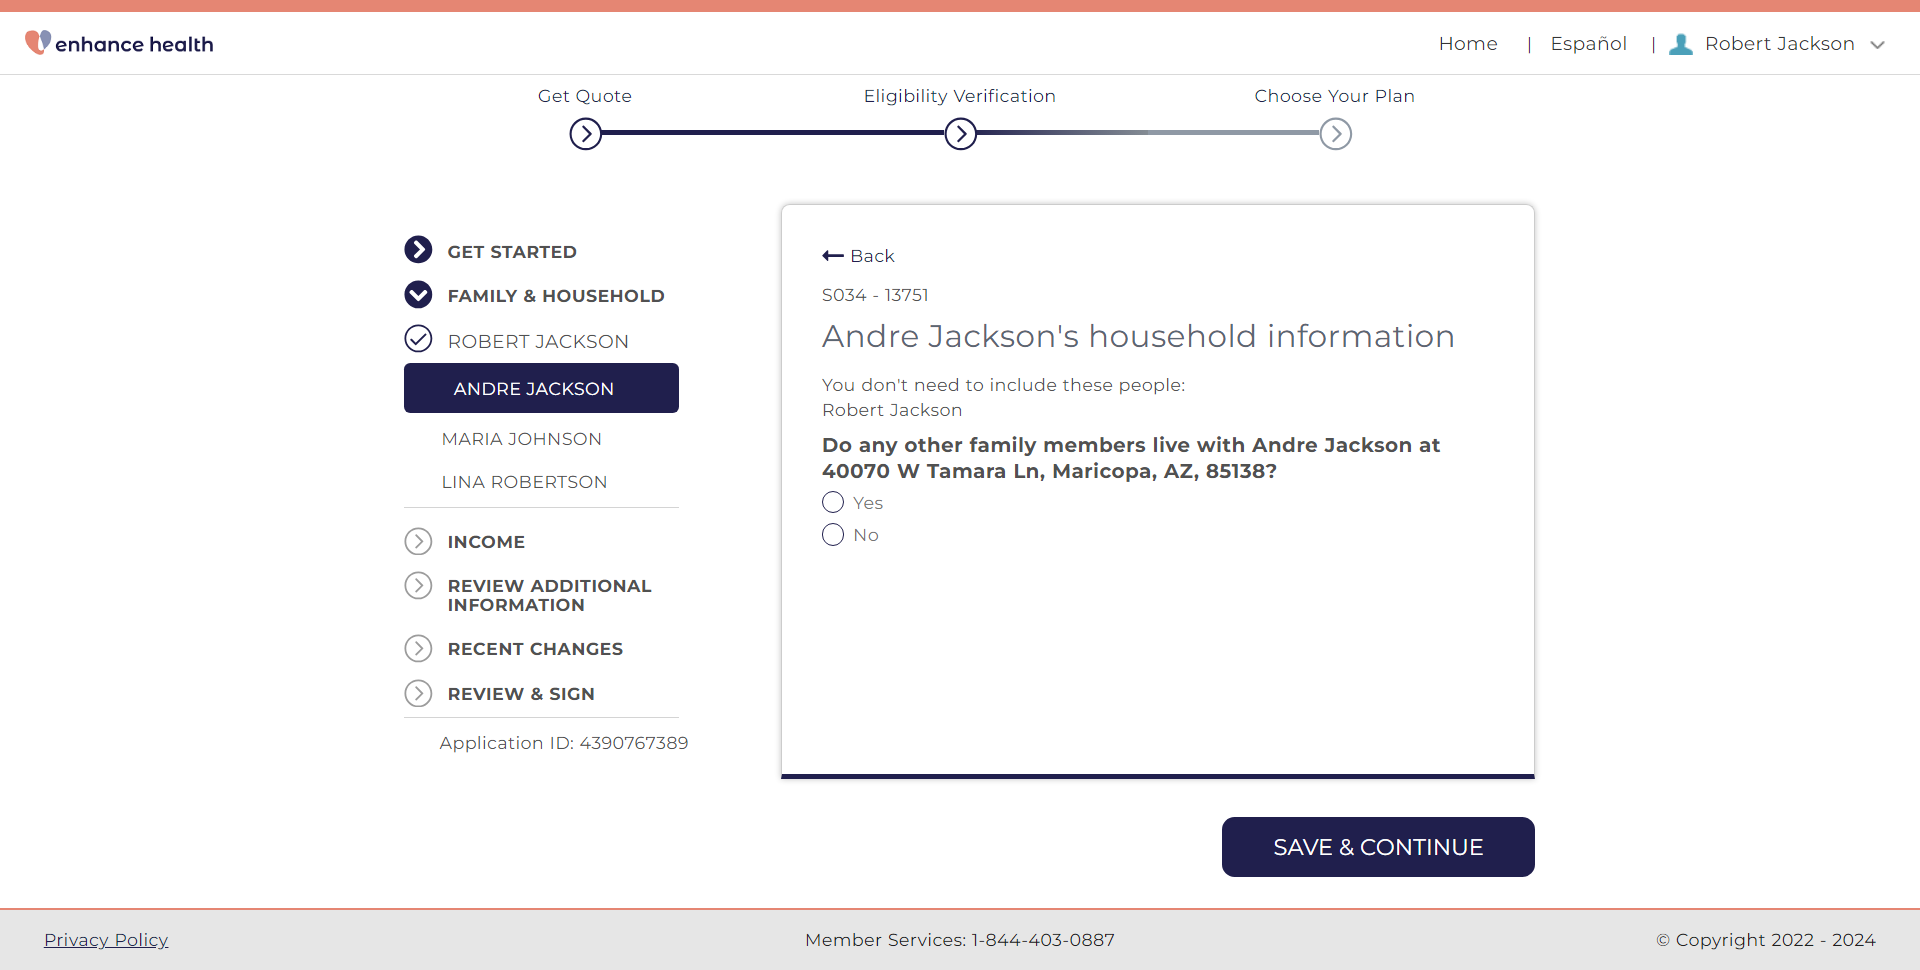 enhance health
Home | Español | Robert Jackson
Get Quote
Eligibility Verification
Choose Your Plan
GET STARTED
FAMILY & HOUSEHOLD
ROBERT JACKSON
ANDRE JACKSON
MARIA JOHNSON
LINA ROBERTSON
INCOME
REVIEW ADDITIONAL
INFORMATION
RECENT CHANGES
REVIEW & SIGN
Application ID: 4390767389
Back
S034 - 13751
Andre Jackson's household information
You don't need to include these people:
Robert Jackson
Do any other family members live with Andre Jackson at
40070 W Tamara Ln, Maricopa, AZ, 85138?
Yes
No
SAVE & CONTINUE
Privacy Policy
Member Services: 1-844-403-0887
© Copyright 2022 - 2024